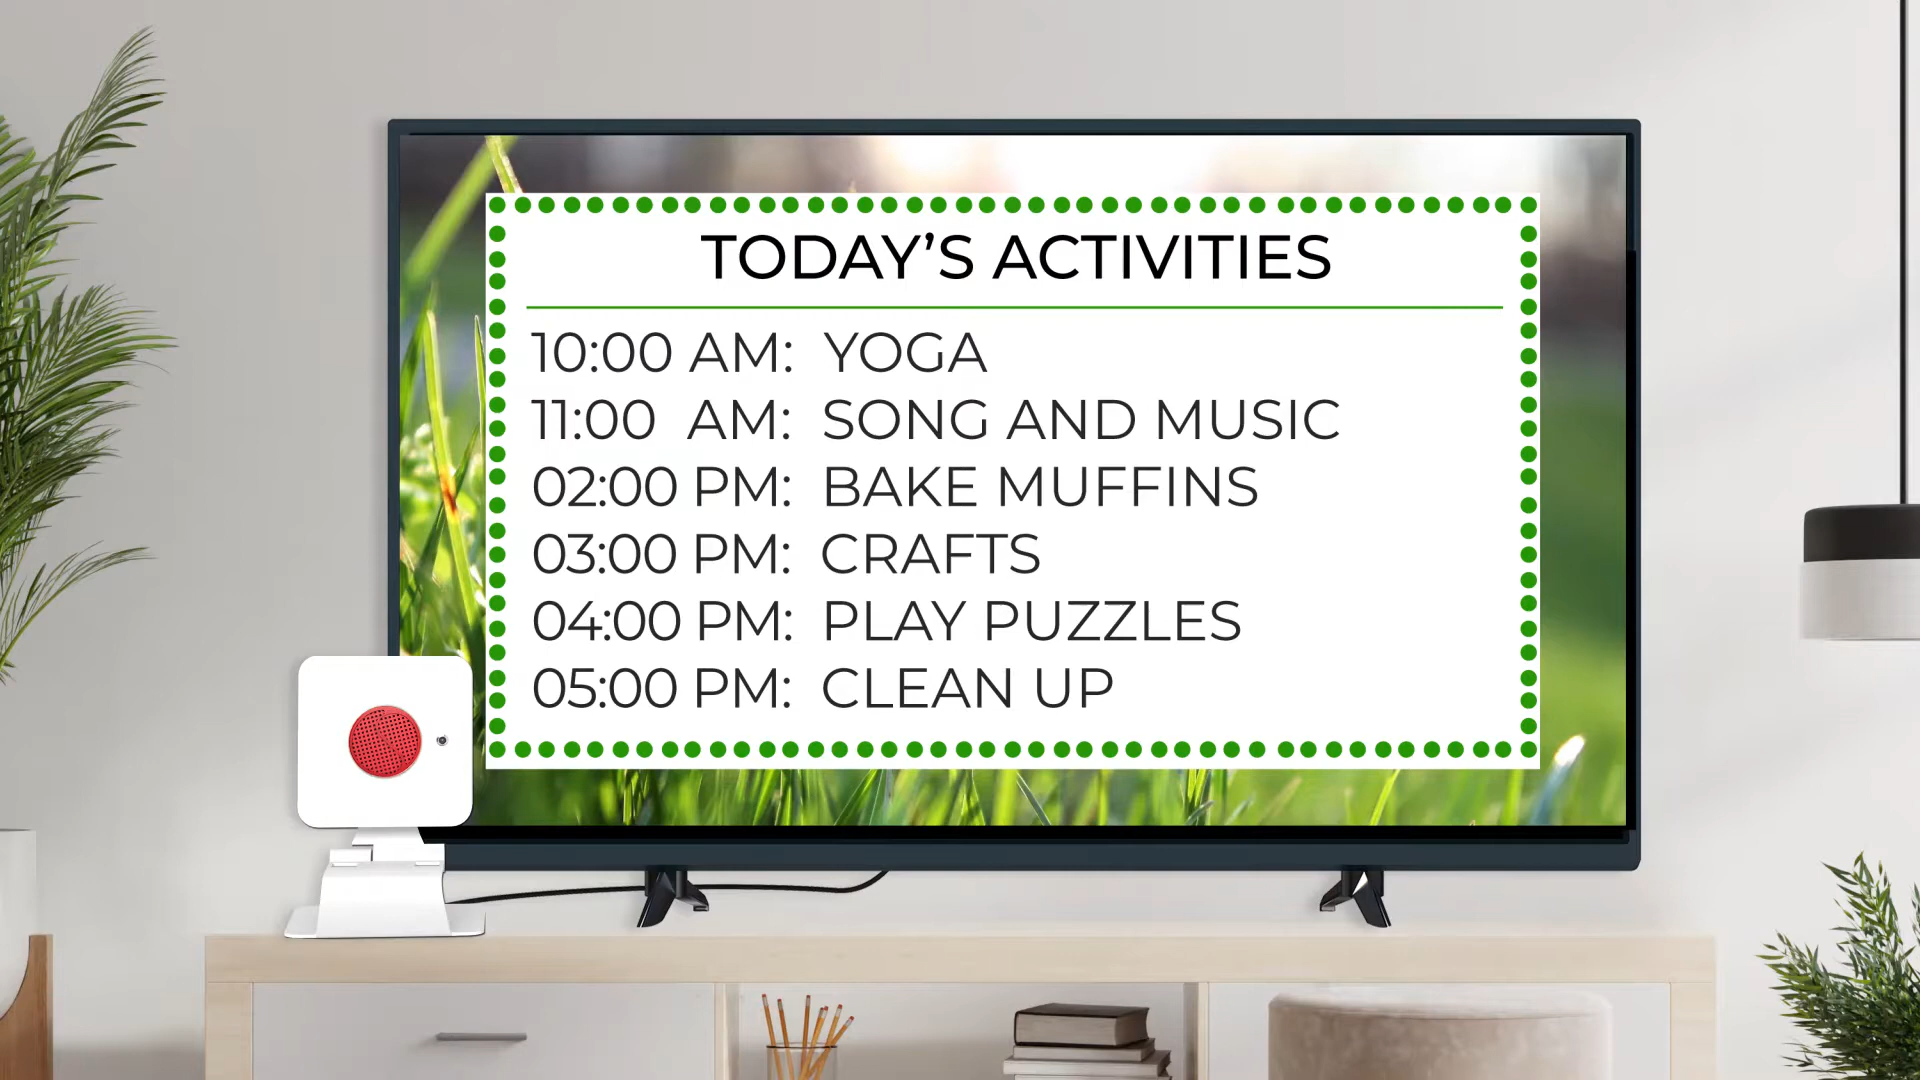 TODAY’S ACTIVITIES
10:00 AM: YOGA
11:00 AM: SONG AND MUSIC
02:00 PM: BAKE MUFFINS
03:00 PM: CRAFTS
04:00 PM: PLAY PUZZLES
05:00 PM: CLEAN UP